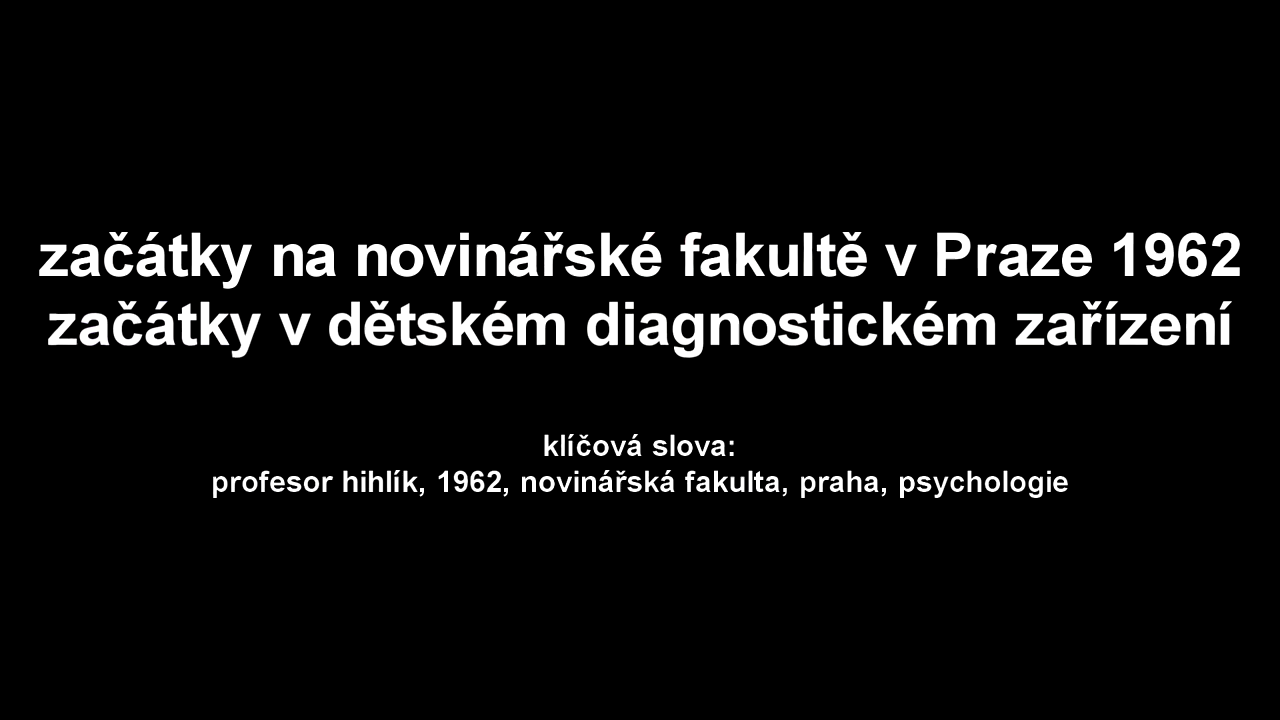 začátky na novinářské fakultě v Praze 1962
začátky v dětském diagnostickém zařízení
klíčová slova:
profesor hihlík, 1962, novinářská fakulta, praha, psychologie